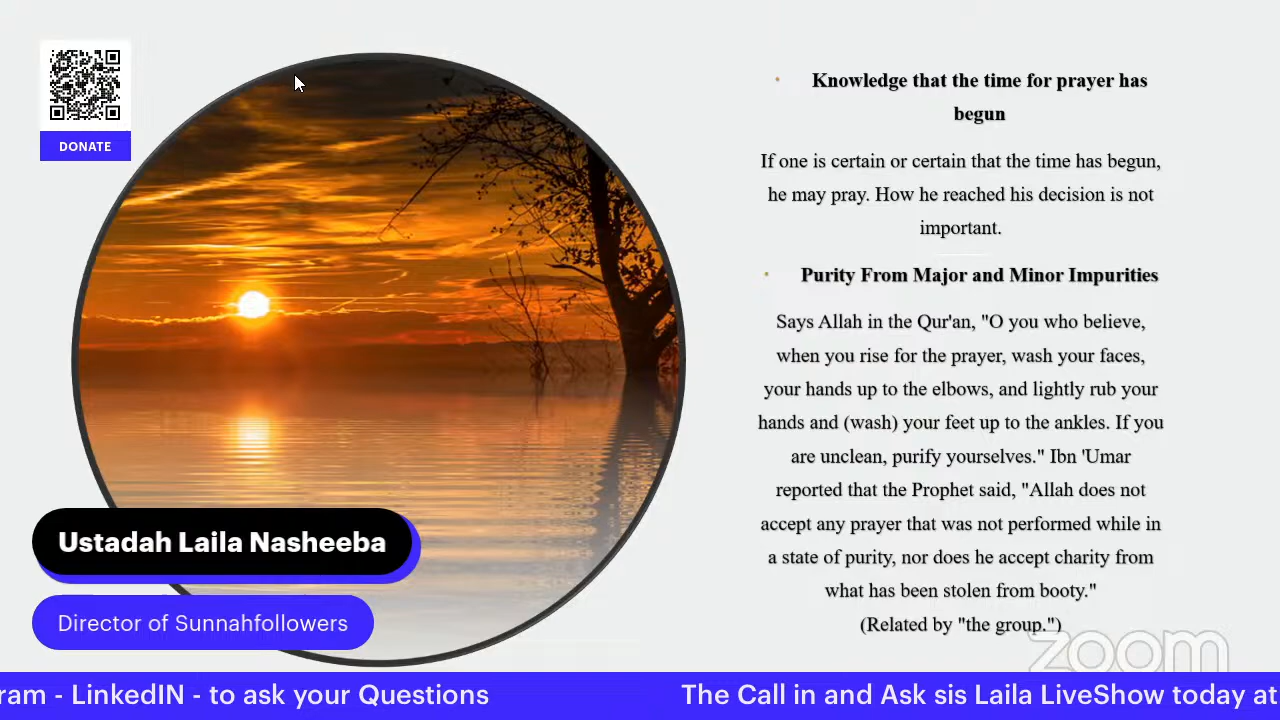 DONATE
Knowledge that the time for prayer has
begun
If one is certain or certain that the time has begun,
he may pray. How he reached his decision is not
important.
Purity From Major and Minor Impurities
Says Allah in the Qur'an, "O you who believe,
when you rise for the prayer, wash your faces,
your hands up to the elbows, and lightly rub your
hands and (wash) your feet up to the ankles. If you
are unclean, purify yourselves." Ibn 'Umar
reported that the Prophet said, "Allah does not
accept any prayer that was not performed while in
a state of purity, nor does he accept charity from
what has been stolen from booty."
(Related by "the group.")
Ustadah Laila Nasheeba
Director of Sunnahfollowers
zoom
ram - LinkedIN - to ask your Questions The Call in and Ask sis Laila LiveShow today at